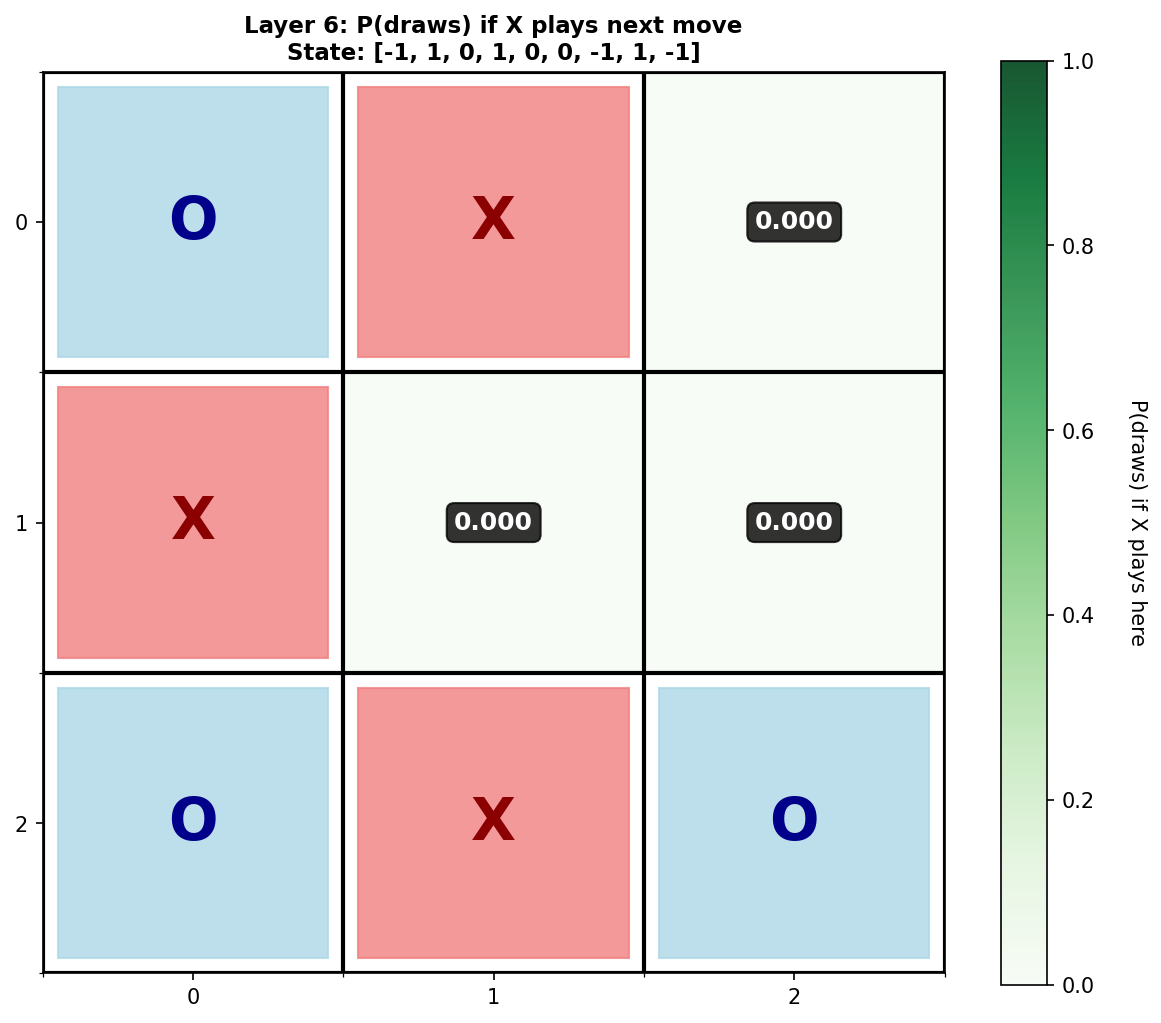 Layer 6: P(draws) if X plays next move
State: [-1, 1, 0, 1, 0, 0, -1, 1, -1]
0
O
X
0.000
1
X
0.000
0.000
2
O
X
O
0
1
2
1.0
0.8
0.6
0.4
0.2
0.0
P(draws) if X plays here